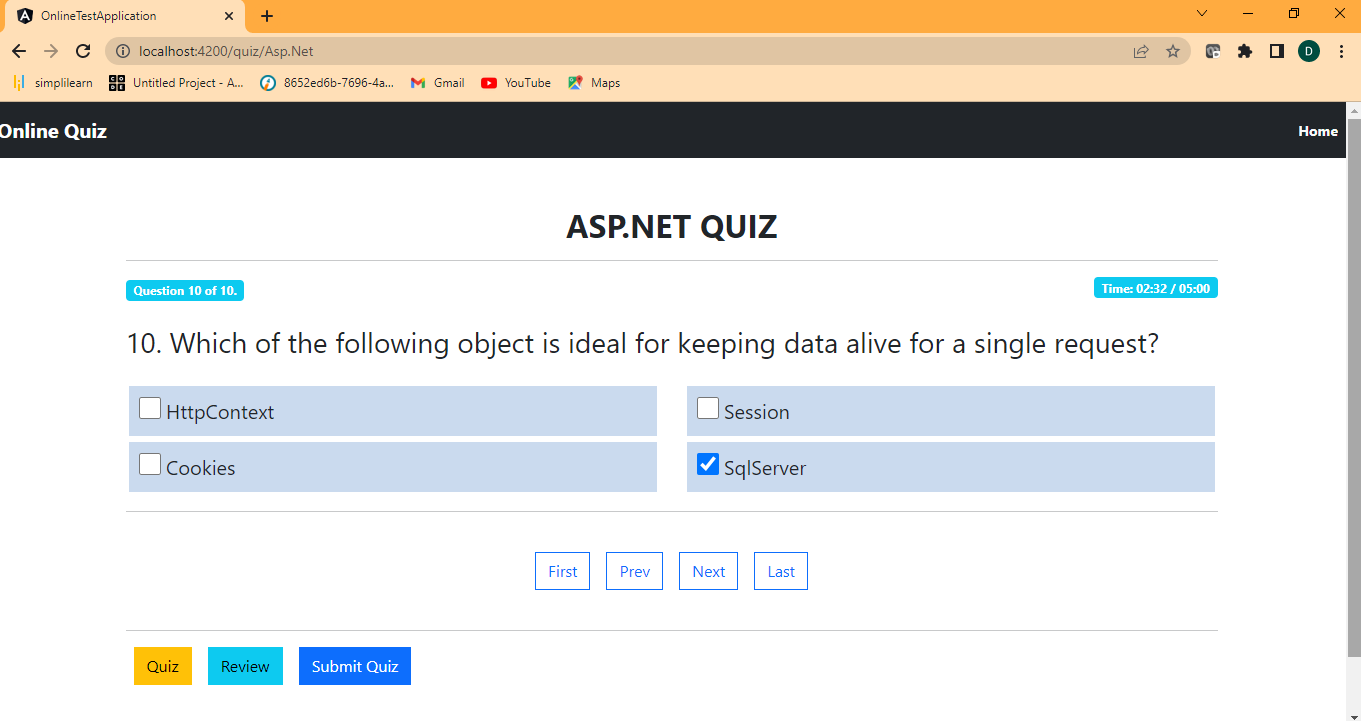 OnlineTestApplication
localhost:4200/quiz/Asp.Net
D
simplilearn
Untitled Project - A...
8652ed6b-7696-4a...
Gmail
YouTube
Maps
Online Quiz
Home
ASP.NET QUIZ
Question 10 of 10.
Time: 02:32 / 05:00
10. Which of the following object is ideal for keeping data alive for a single request?
HttpContext
Session
Cookies
SqlServer
First
Prev
Next
Last
Quiz
Review
Submit Quiz